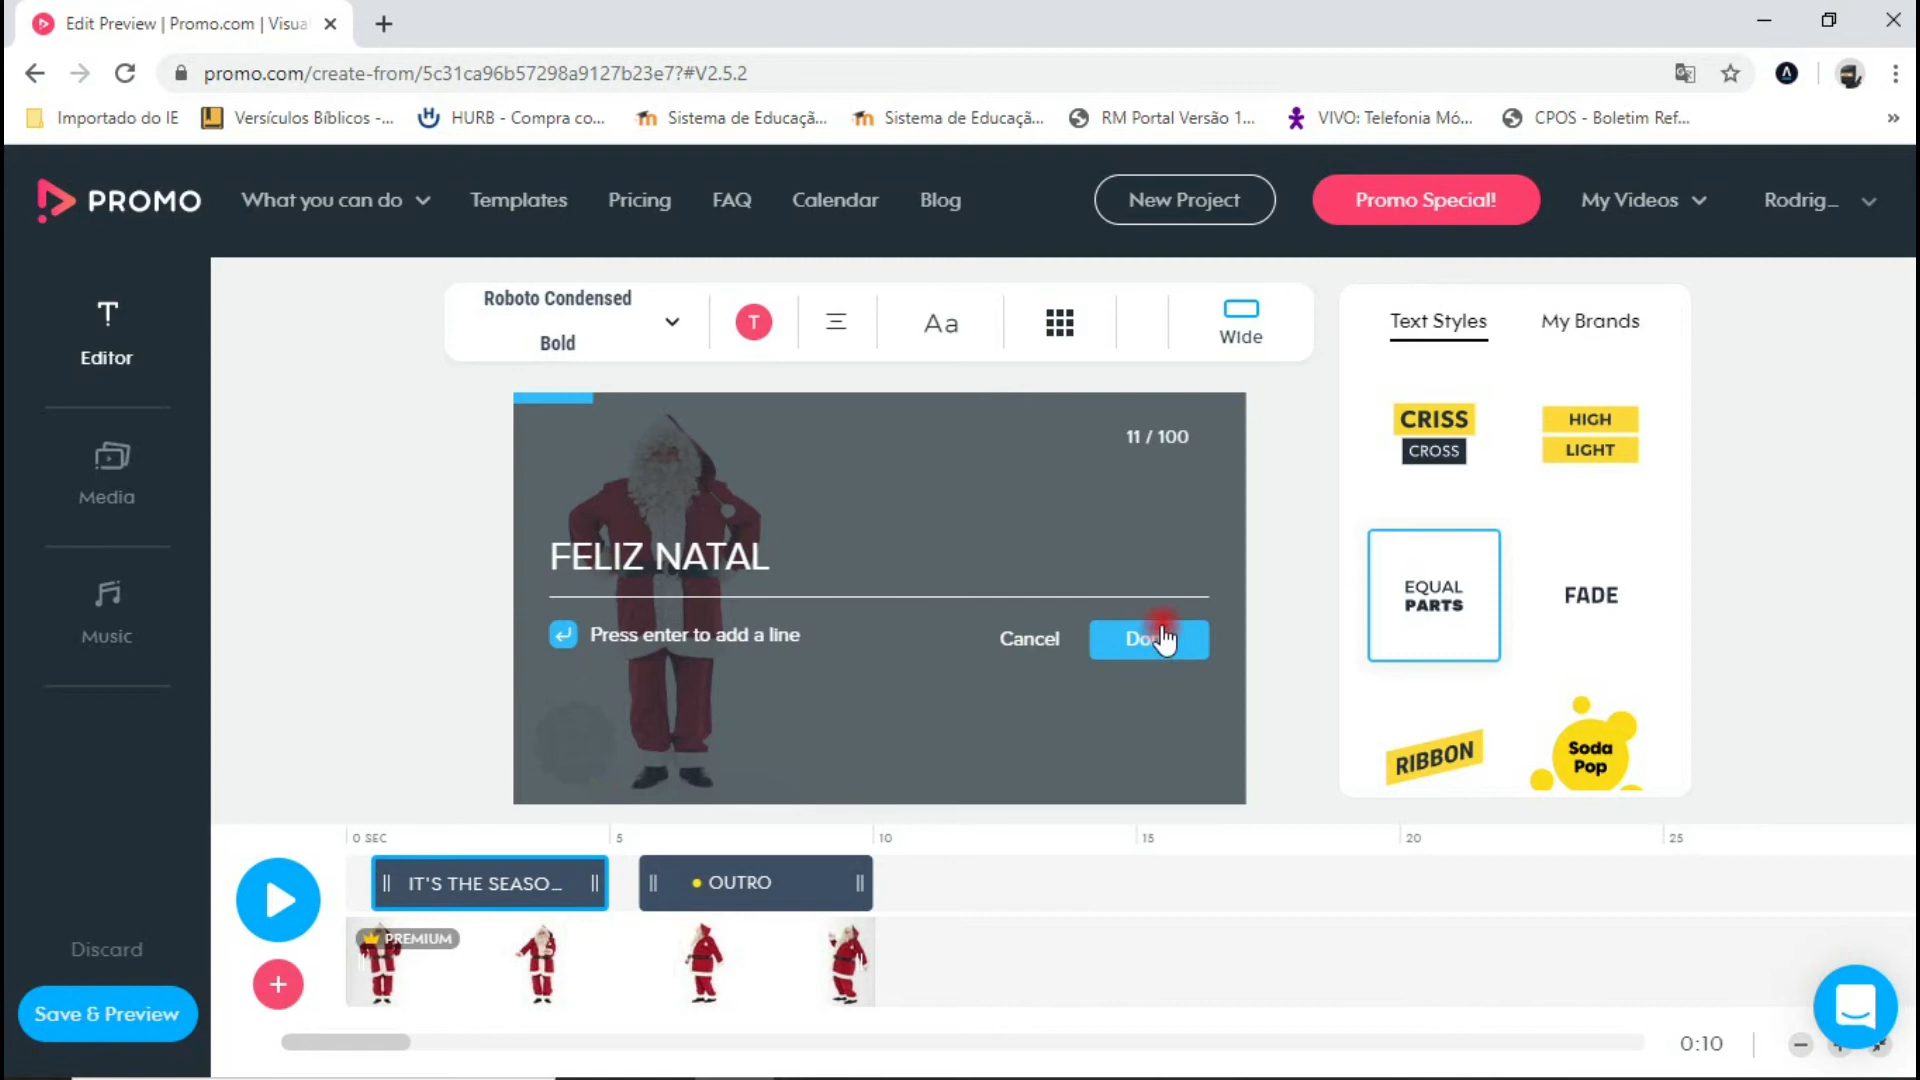 Edit Preview | Promo.com | Visua
promo.com/create-from/5c31ca96b57298a9127b23e7?#V2.5.2
Importado do IE
Versículos Bíblicos -...
HURB - Compra co...
Sistema de Educaçã...
Sistema de Educaçã...
RM Portal Versão 1...
VIVO: Telefonia Mó...
CPOS - Boletim Ref...
»
PROMO
What you can do
Templates
Pricing
FAQ
Calendar
Blog
New Project
Promo Special!
My Videos
Rodrig...
Editor
Media
Music
Discard
Save & Preview
Roboto Condensed
Bold
T
Aa
Wide
Text Styles
My Brands
11 / 100
FELIZ NATAL
Press enter to add a line
Cancel
CRISS
CROSS
HIGH
LIGHT
EQUAL
PARTS
FADE
RIBBON
Soda
Pop
0 SEC
5
10
15
20
25
IT'S THE SEASO...
OUTRO
PREMIUM
0:10